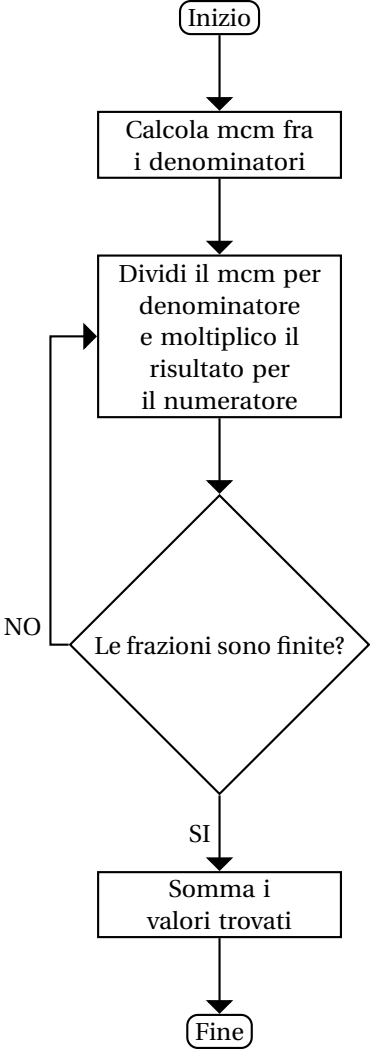 Inizio
Calcola mcm fra
i denominatori
Dividi il mcm per
denominatore
e moltiplico il
risultato per
il numeratore
NO
Le frazioni sono finite?
SI
Somma i
valori trovati
Fine